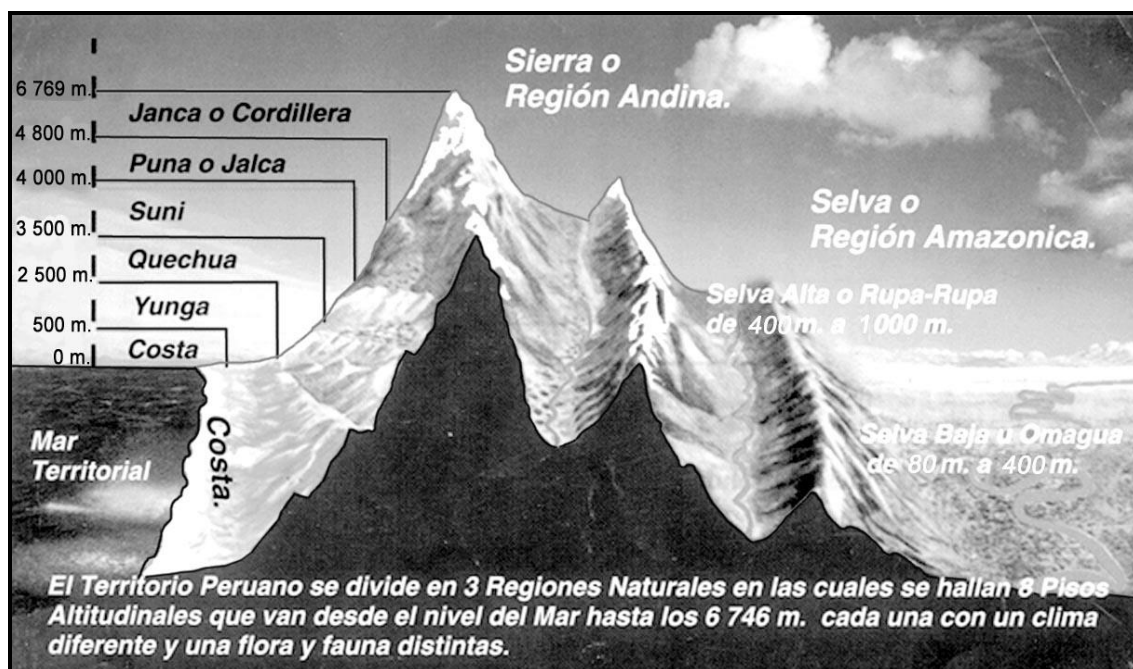 6 769 m.
Janca o Cordillera
4 800 m.
Puna o Jalca
4 000 m.
Suni
3 500 m.
Quechua
2 500 m.
Yunga
500 m.
Costa
0 m.
Sierra o
Región Andina.
Selva o
Región Amazonica.
Selva Alta o Rupa-Rupa
de 400 m. a 1000 m.
Selva Baja u Omagua
de 80 m. a 400 m.
Mar
Territorial
Costa.
El Territorio Peruano se divide en 3 Regiones Naturales en las cuales se hallan 8 Pisos
Altitudinales que van desde el nivel del Mar hasta los 6 746 m. cada una con un clima
diferente y una flora y fauna distintas.